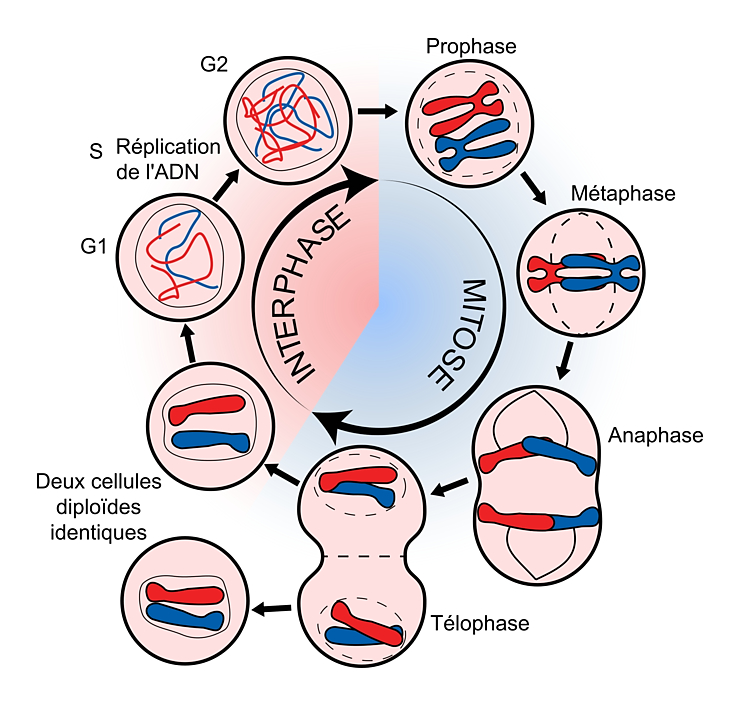 Prophase
G2
S
Réplication
de l'ADN
Métaphase
G1
INTERPHASE
MITOSE
Anaphase
Deux cellules
diploïdes
identiques
Télophase